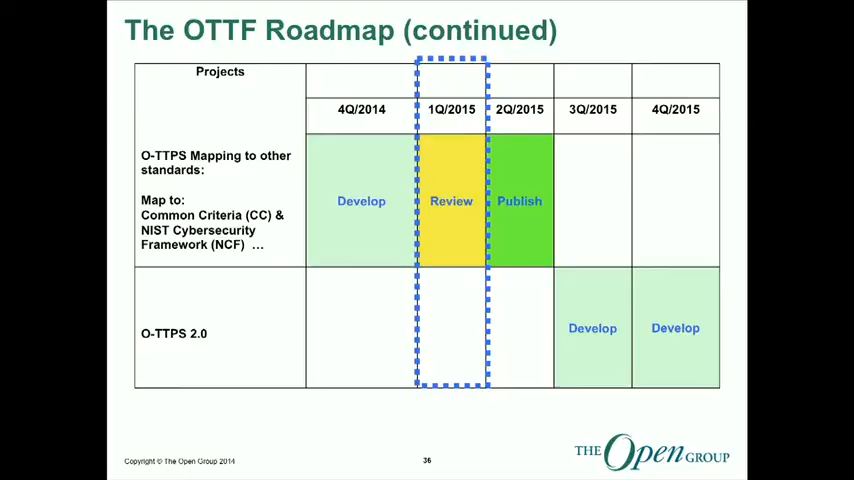 The OTTF Roadmap (continued)
Projects
4Q/2014 1Q/2015 2Q/2015 3Q/2015 4Q/2015
O-TTPS Mapping to other
standards:
Map to:
Common Criteria (CC) &
NIST Cybersecurity
Framework (NCF) ...
Develop Review Publish
O-TTPS 2.0
Develop Develop
Copyright © The Open Group 2014
36
THE Open GROUP